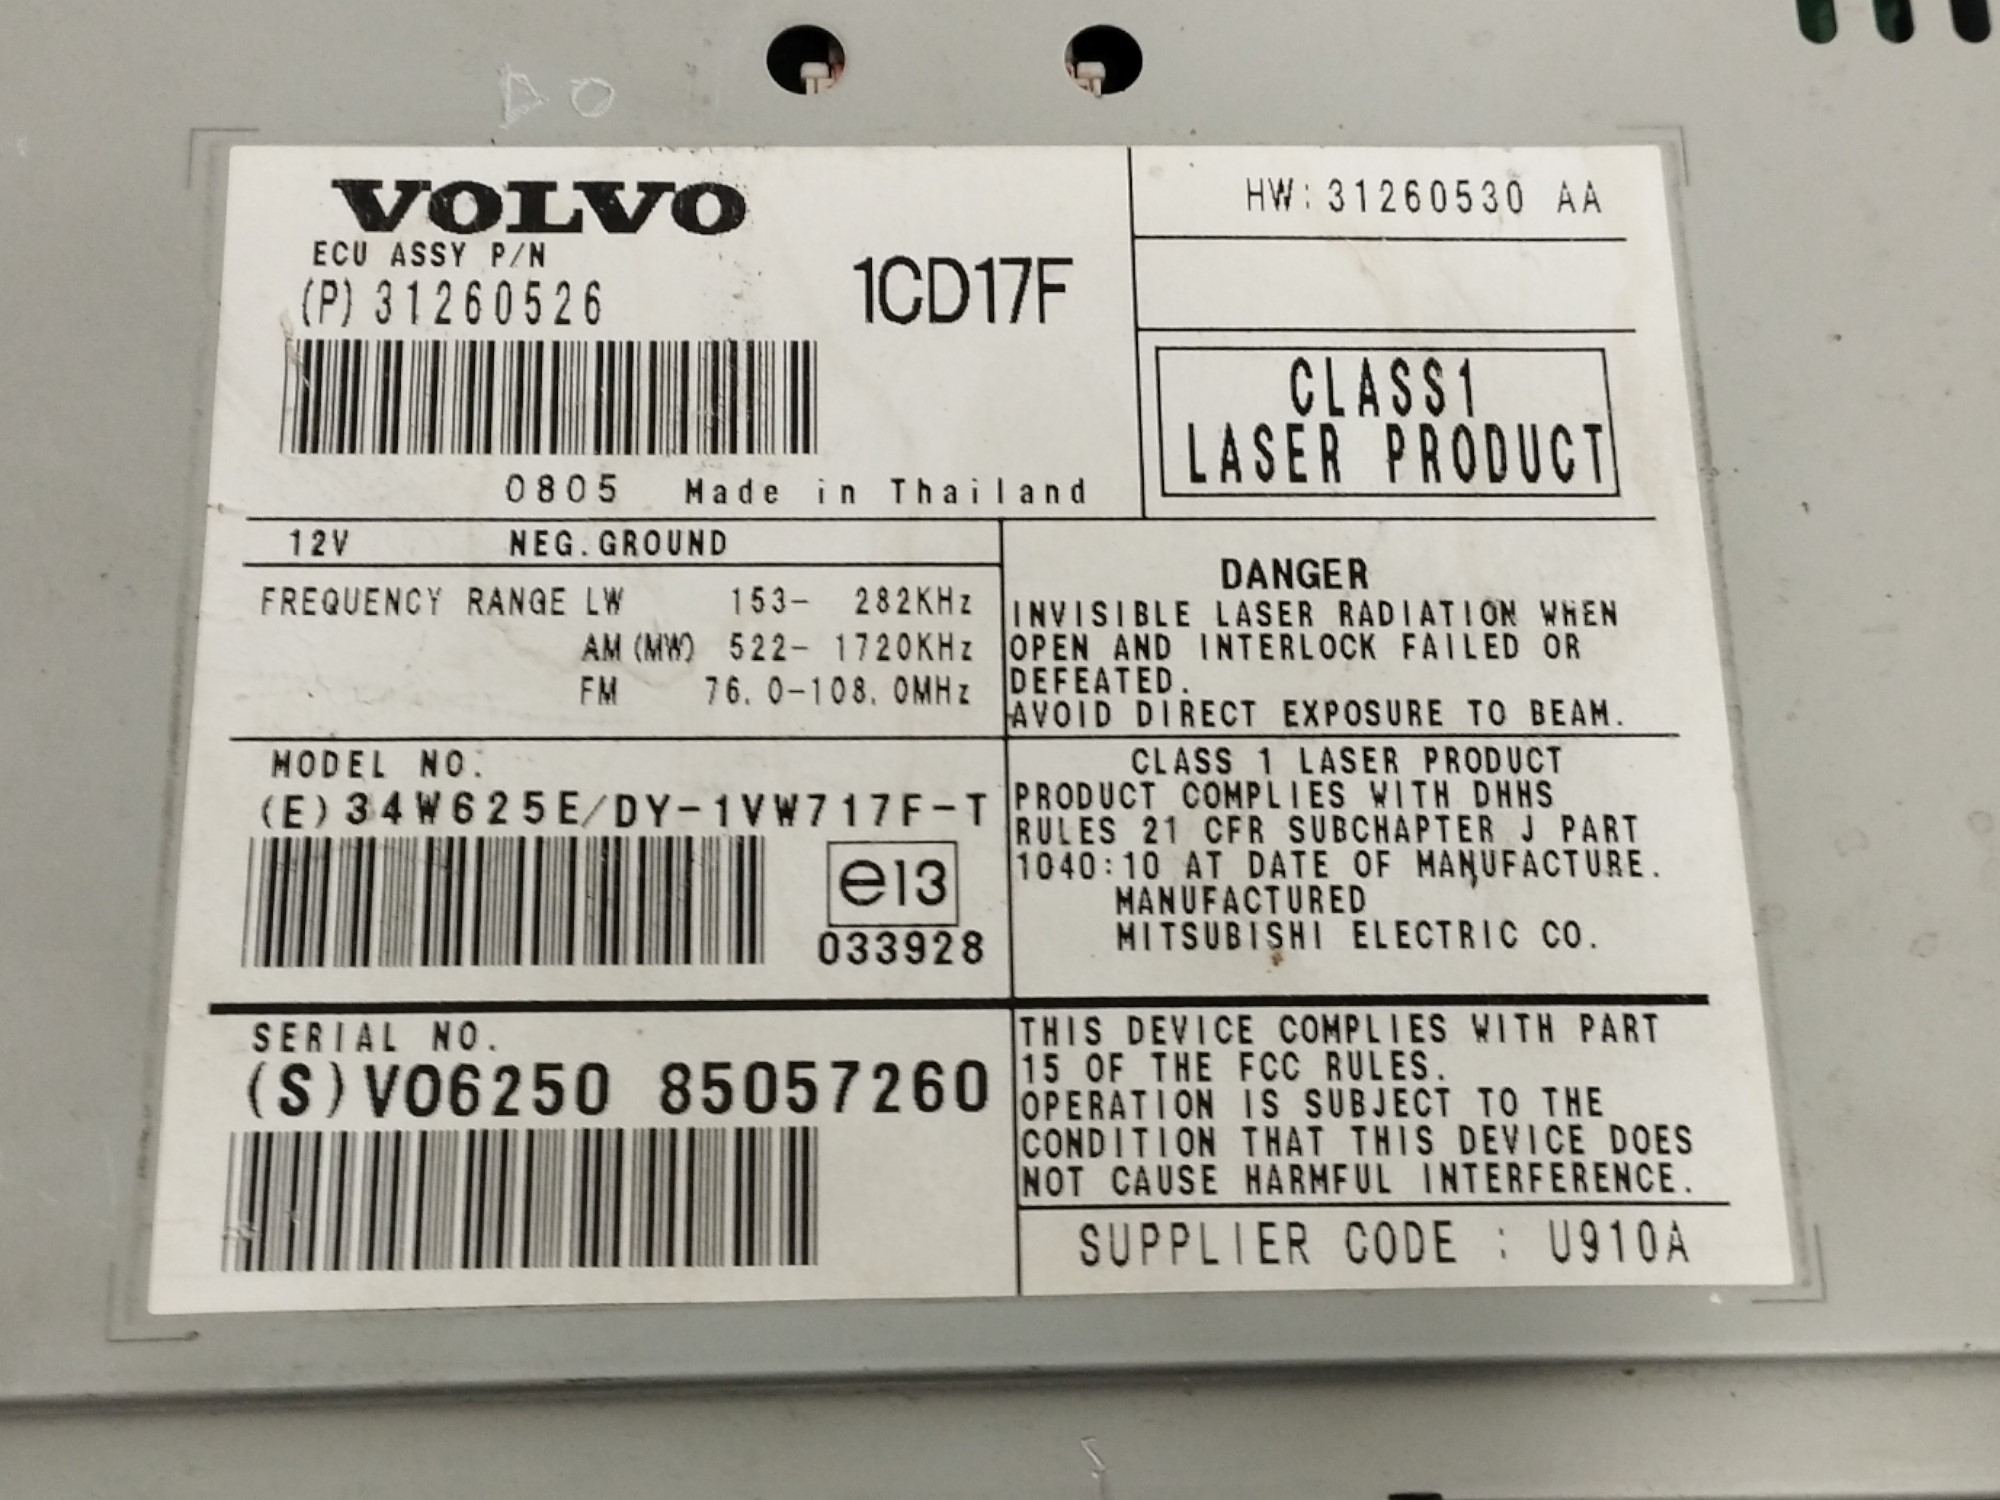 VOLVO
ECU ASSY P/N
(P)31260526
1CD17F
0805 Made in Thailand
HW:31260530 AA
CLASS1
LASER PRODUCT
12V NEG.GROUND
FREQUENCY RANGE LW 153- 282KHz
AM(MW) 522- 1720KHz
FM 76.0-108.0MHz
DANGER
INVISIBLE LASER RADIATION WHEN
OPEN AND INTERLOCK FAILED OR
DEFEATED.
AVOID DIRECT EXPOSURE TO BEAM.
MODEL NO.
(E)34W625E/DY-1VW717F-T
e13
033928
CLASS 1 LASER PRODUCT
PRODUCT COMPLIES WITH DHHS
RULES 21 CFR SUBCHAPTER J PART
1040:10 AT DATE OF MANUFACTURE.
MANUFACTURED
MITSUBISHI ELECTRIC CO.
SERIAL NO.
(S)VO6250 85057260
THIS DEVICE COMPLIES WITH PART
15 OF THE FCC RULES.
OPERATION IS SUBJECT TO THE
CONDITION THAT THIS DEVICE DOES
NOT CAUSE HARMFUL INTERFERENCE.
SUPPLIER CODE : U910A